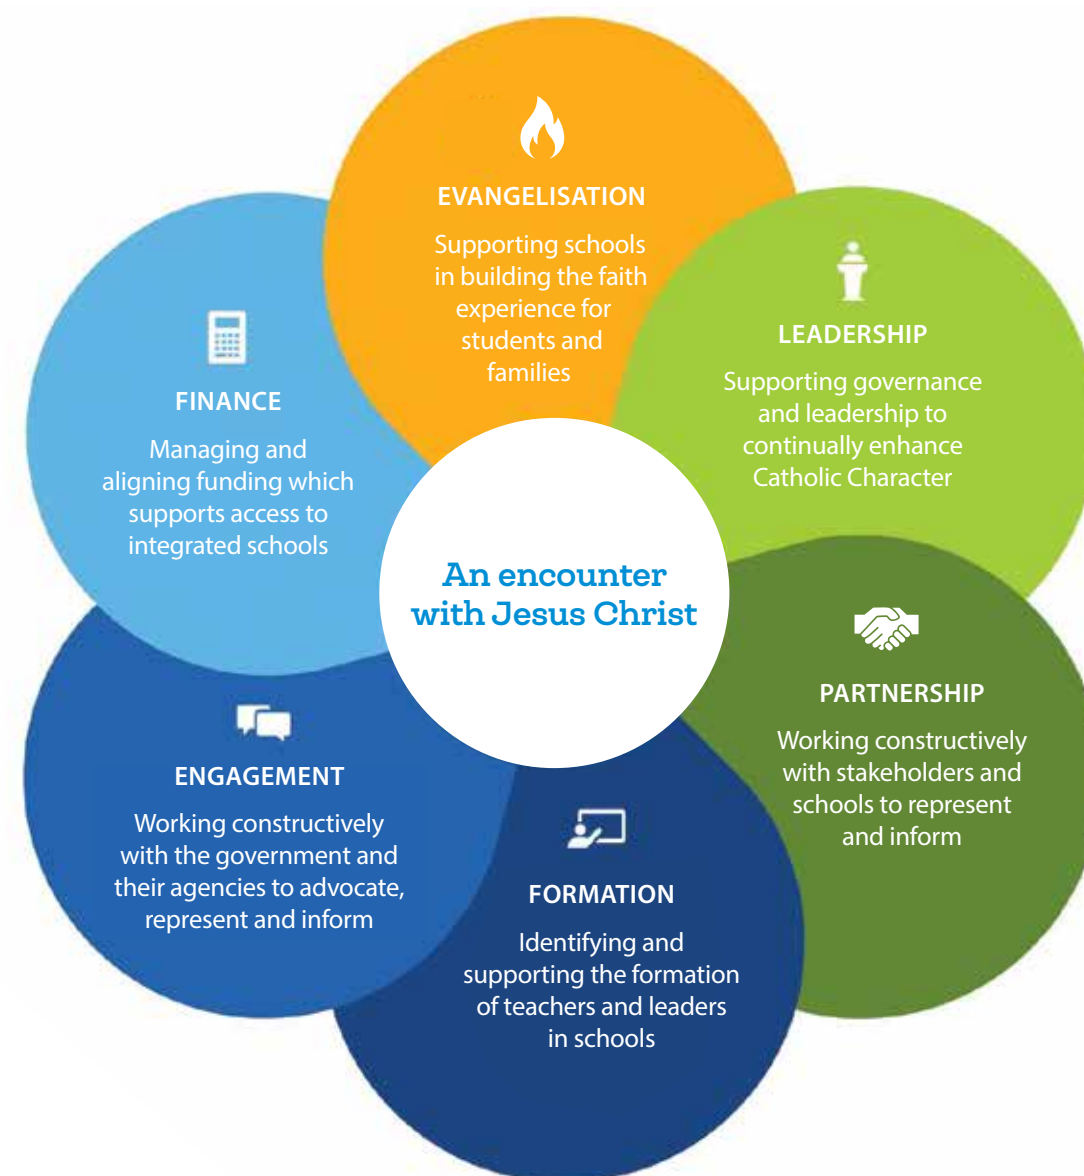 EVANGELISATION
Supporting schools
in building the faith
experience for
students and
families
LEADERSHIP
Supporting governance
and leadership to
continually enhance
Catholic Character
PARTNERSHIP
Working constructively
with stakeholders and
schools to represent
and inform
FORMATION
Identifying and
supporting the formation
of teachers and leaders
in schools
ENGAGEMENT
Working constructively
with the government and
their agencies to advocate,
represent and inform
FINANCE
Managing and
aligning funding which
supports access to
integrated schools
An encounter
with Jesus Christ